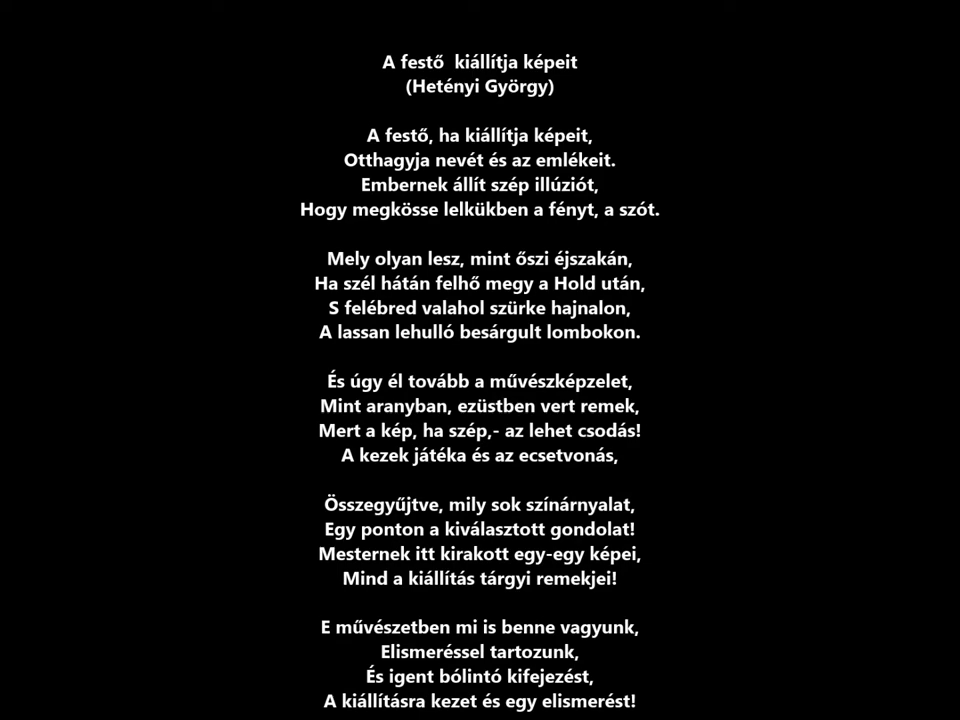 A festő  kiállítja képeit
(Hetényi György)

A festő, ha kiállítja képeit,
Otthagyja nevét és az emlékeit.
Embernek állít szép illúziót,
Hogy megkösse lelkükben a fényt, a szót.

Mely olyan lesz, mint őszi éjszakán,
Ha szél hátán felhő megy a Hold után,
S felébred valahol szürke hajnalon,
A lassan lehulló besárgult lombokon.

És úgy él tovább a művészképzelet,
Mint aranyban, ezüstben vert remek,
Mert a kép, ha szép,- az lehet csodás!
A kezek játéka és az ecsetvonás,

Összegyűjtve, mily sok színárnyalat,
Egy ponton a kiválasztott gondolat!
Mesternek itt kirakott egy-egy képei,
Mind a kiállítás tárgyi remekjei!

E művészetben mi is benne vagyunk,
Elismeréssel tartozunk,
És igent bólintó kifejezést,
A kiállításra kezet és egy elismerést!